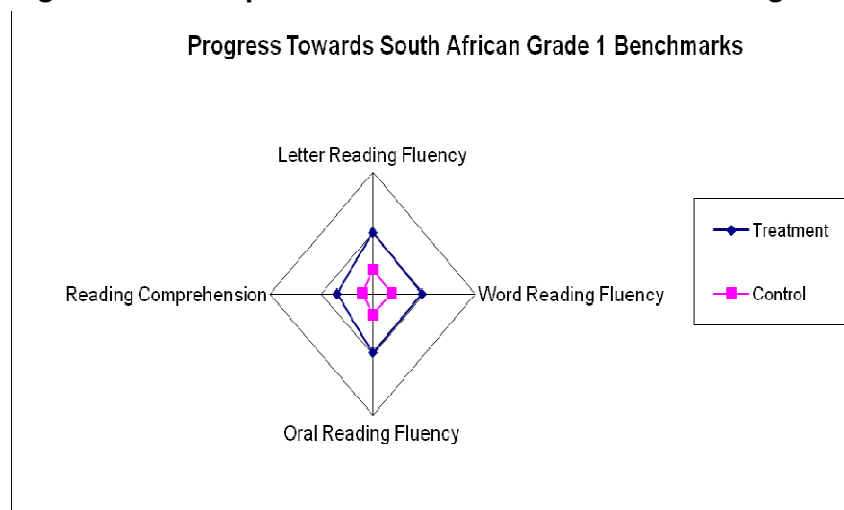 Progress Towards South African Grade 1 Benchmarks
Letter Reading Fluency
Treatment
Reading Comprehension
Word Reading Fluency
Control
Oral Reading Fluency